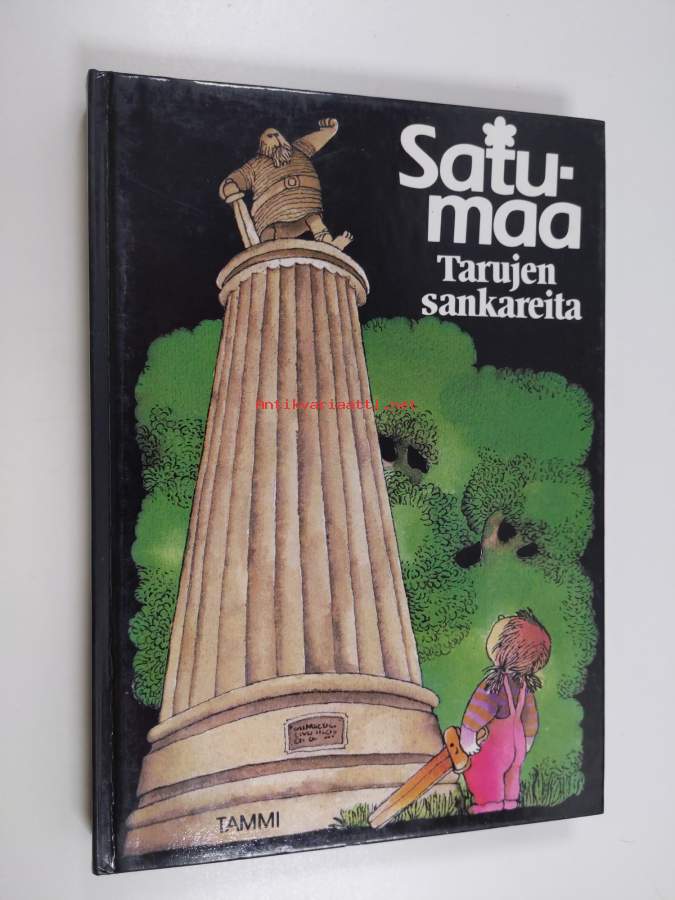 Satu-
maa
Tarujen
sankareita
Antikvariaatti.net
TAMMI